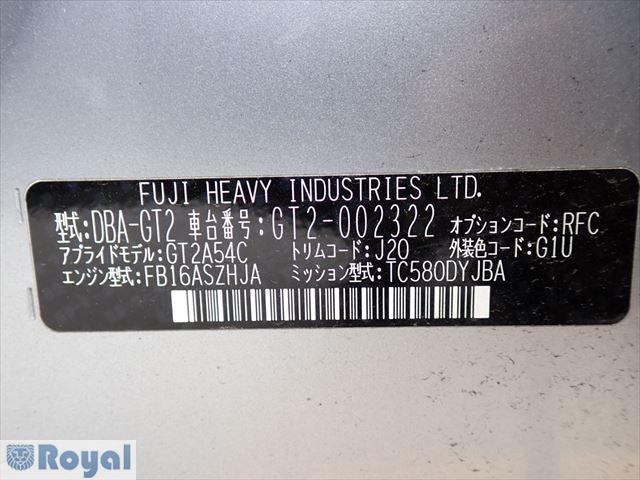 FUJI HEAVY INDUSTRIES LTD.
型式:DBA-GT2 車台番号:GT2-002322 オプションコード:RFC
アプライドモデル:GT2A54C トリムコード:J20 外装色コード:G1U
エンジン型式:FB16ASZHJA ミッション型式:TC580DYJBA
Royal